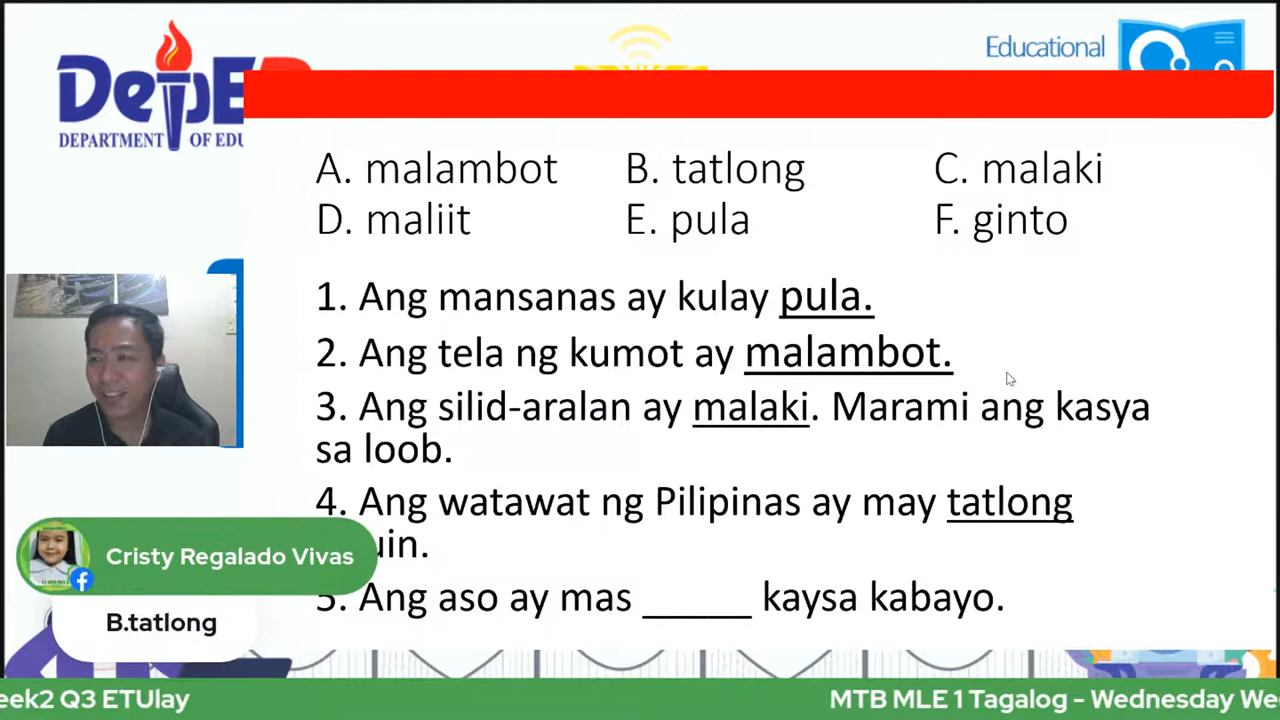 Educational
DEPARTMENT OF EDU
A. malambot B. tatlong C. malaki
D. maliit E. pula F. ginto
1. Ang mansanas ay kulay pula.
2. Ang tela ng kumot ay malambot.
3. Ang silid-aralan ay malaki. Marami ang kasya
sa loob.
4. Ang watawat ng Pilipinas ay may tatlong
uin.
Cristy Regalado Vivas
5. Ang aso ay mas ______ kaysa kabayo.
B.tatlong
eek2 Q3 ETUlay MTB MLE 1 Tagalog - Wednesday We